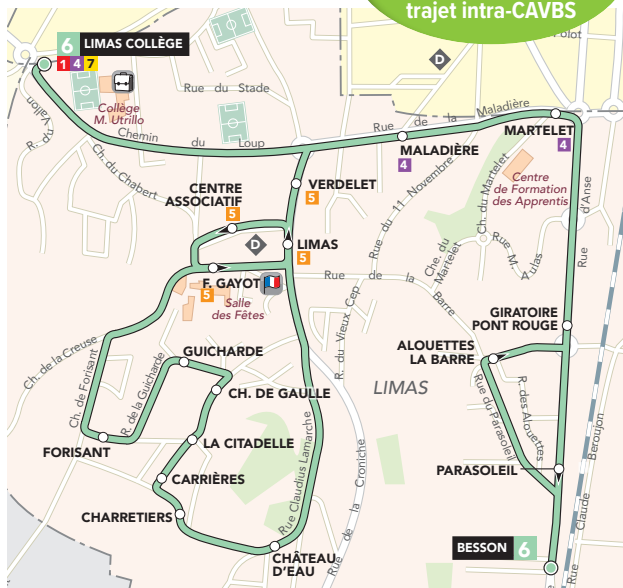 trajet intra-CAVBS
6 LIMAS COLLÈGE
1 4 7
D
Rue du Stade
Collège
M. Utrillo
R. du Vallon
Chemin du Loup
Rue de la Maladière
MALADIÈRE
4
MARTELET
4
Ch. du Chabert
CENTRE
ASSOCIATIF
5
VERDELET
5
Rue du 11 Novembre
Ch. du Martelet
Centre
de Formation
des Apprentis
Rue d'Anse
D
LIMAS
5
F. GAYOT
5
Salle
des Fêtes
Rue de la Barre
Che. du
Martelet
Rue M. Aulas
R. du Vieux Cep
GIRATOIRE
PONT ROUGE
ALOUETTES
LA BARRE
Ch. de la Creuse
Ch. de Forisant
R. de la Guicharde
GUICHARDE
CH. DE GAULLE
LIMAS
Rue du Parasoleil
R. des Alouettes
FORISANT
LA CITADELLE
Rue Claudius Lamarche
Rue de la Croniche
PARASOLEIL
CARRIÈRES
CHARRETIERS
Rue Claude Beroujon
CHÂTEAU
D'EAU
BESSON 6